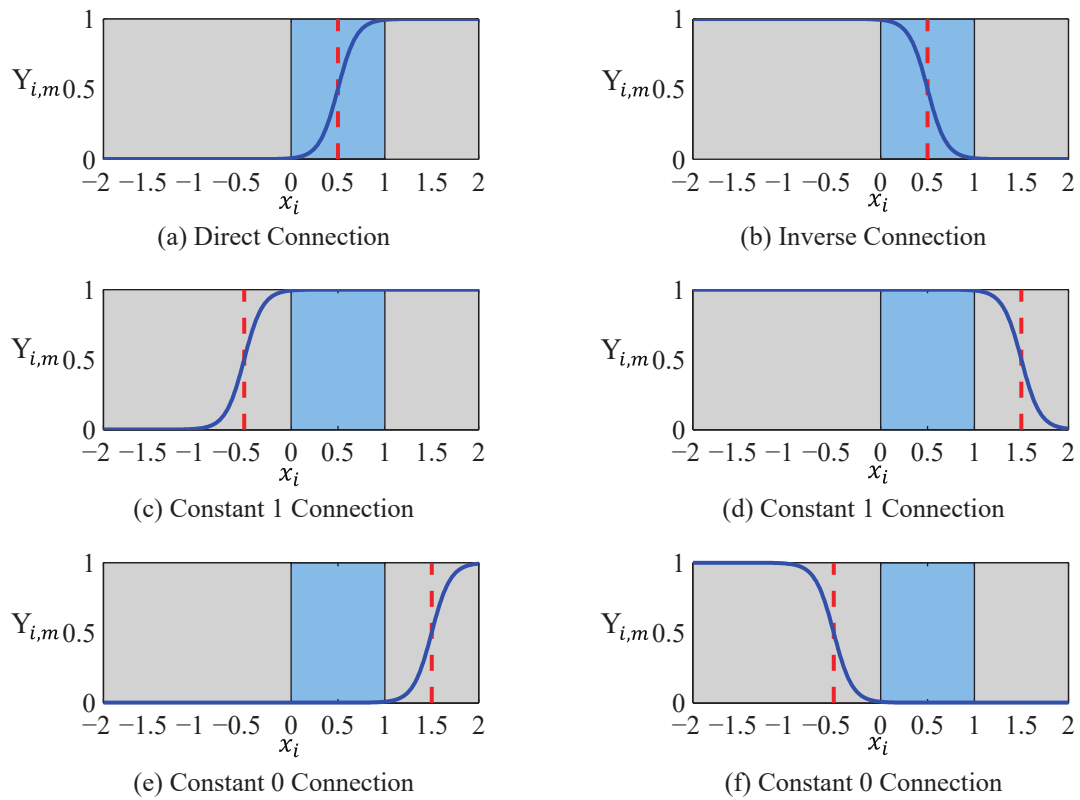 1
Y_{i,m} 0.5
0
−2 −1.5 −1 −0.5 0 0.5 1 1.5 2
x_i
(a) Direct Connection
1
Y_{i,m} 0.5
0
−2 −1.5 −1 −0.5 0 0.5 1 1.5 2
x_i
(b) Inverse Connection
1
Y_{i,m} 0.5
0
−2 −1.5 −1 −0.5 0 0.5 1 1.5 2
x_i
(c) Constant 1 Connection
1
Y_{i,m} 0.5
0
−2 −1.5 −1 −0.5 0 0.5 1 1.5 2
x_i
(d) Constant 1 Connection
1
Y_{i,m} 0.5
0
−2 −1.5 −1 −0.5 0 0.5 1 1.5 2
x_i
(e) Constant 0 Connection
1
Y_{i,m} 0.5
0
−2 −1.5 −1 −0.5 0 0.5 1 1.5 2
x_i
(f) Constant 0 Connection